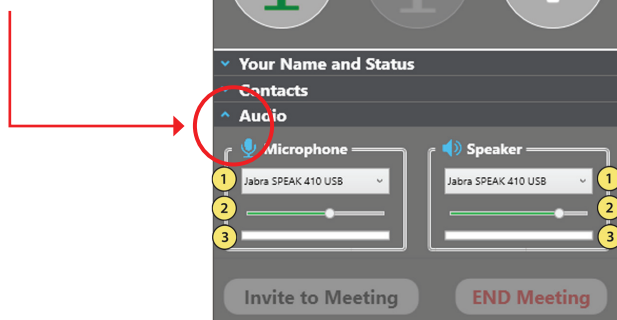 Your Name and Status
Contacts
Audio
Microphone Speaker
1 Jabra SPEAK 410 USB Jabra SPEAK 410 USB 1
2 2
3 3
Invite to Meeting END Meeting